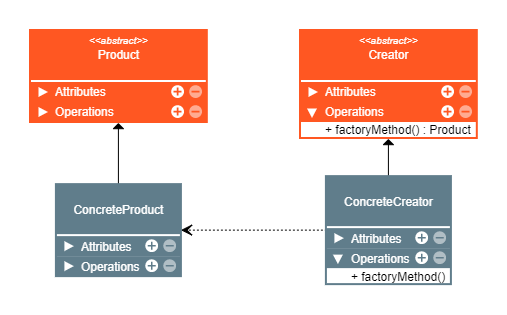 <<abstract>>
Product
Attributes
Operations
<<abstract>>
Creator
Attributes
Operations
+ factoryMethod() : Product
ConcreteProduct
Attributes
Operations
ConcreteCreator
Attributes
Operations
+ factoryMethod()